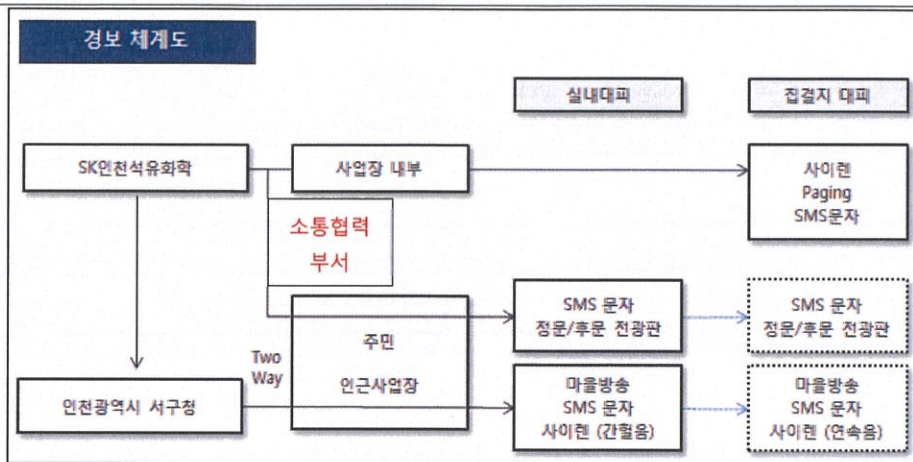 경보 체계도
실내대피
집결지 대피
SK인천석유화학
사업장 내부
사이렌
Paging
SMS문자
소통협력
부서
SMS 문자
정문/후문 전광판
SMS 문자
정문/후문 전광판
주민
인근사업장
Two
Way
인천광역시 서구청
마을방송
SMS 문자
사이렌 (간헐음)
마을방송
SMS 문자
사이렌 (연속음)